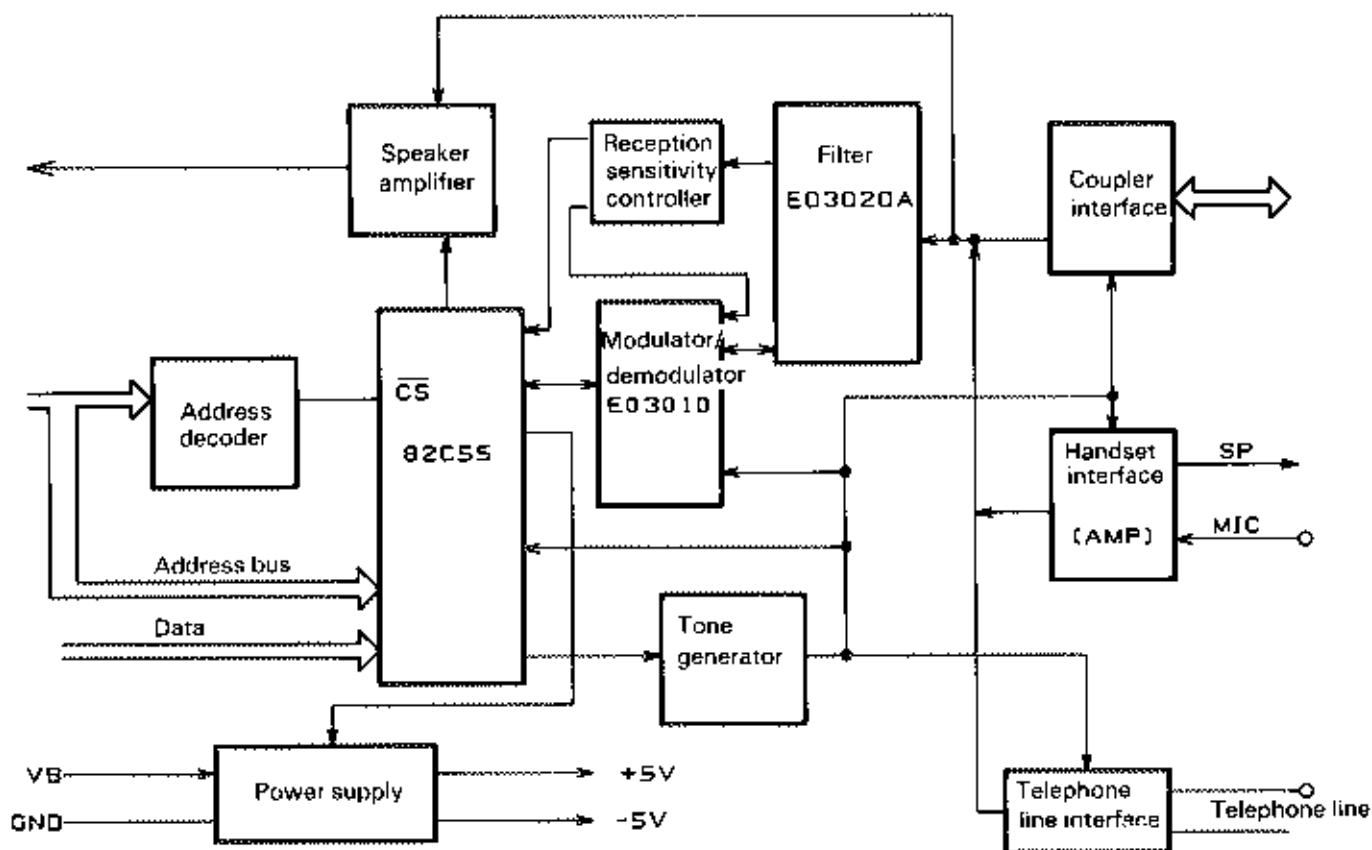 Speaker
amplifier
Reception
sensitivity
controller
Filter
E03020A
Coupler
interface
Modulator/
demodulator
E03010
Address
decoder
CS
82C55
Handset
interface
(AMP)
SP
MIC
Address bus
Data
Tone
generator
VB
GND
Power supply
+5V
-5V
Telephone
line interface
Telephone line